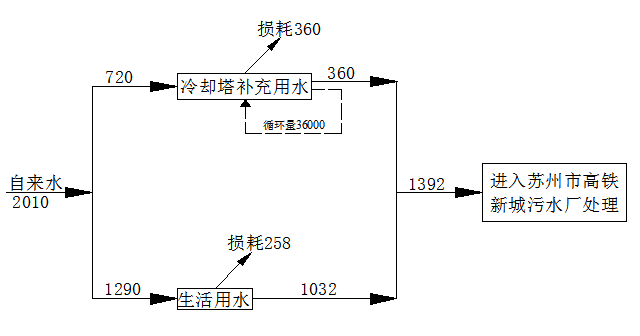 损耗360
720
冷却塔补充用水
360
循环量36000
自来水
2010
1392
进入苏州市高铁
新城污水厂处理
损耗258
1290
生活用水
1032